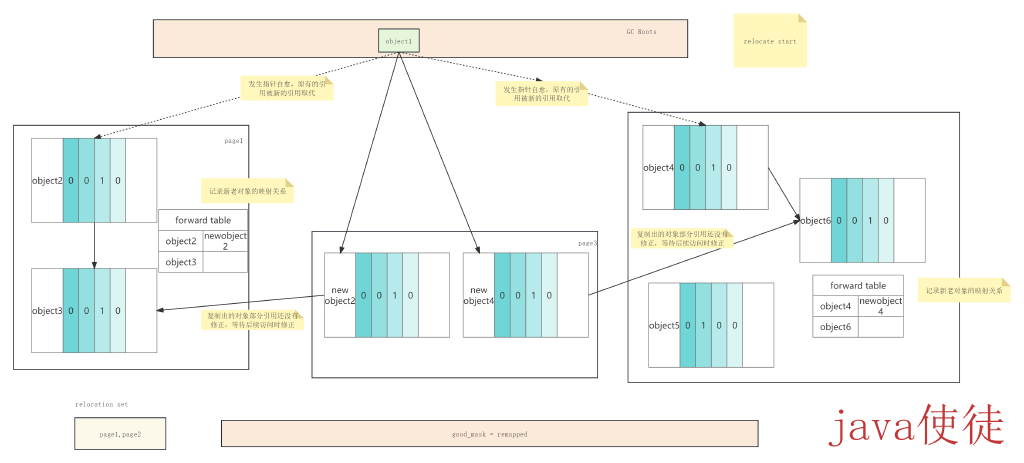 GC Roots
object1
relocate start
发生指针自愈，原有的引
用被新的引用取代
发生指针自愈，原有的引
用被新的引用取代
page1
object2 0 0 1 0
记录新老对象的映射关系
forward table
object2 newobject
2
object3
object3 0 0 1 0
复制出的对象部分引用还没有
修正，等待后续访问时修正
page3
new
object2 0 0 1 0
new
object4 0 0 1 0
object4 0 0 1 0
object6 0 0 1 0
复制出的对象部分引用还没有
修正，等待后续访问时修正
object5 0 1 0 0
forward table
object4 newobject
4
object6
记录新老对象的映射关系
relocation set
page1,page2
good_mask = remapped
java使徒